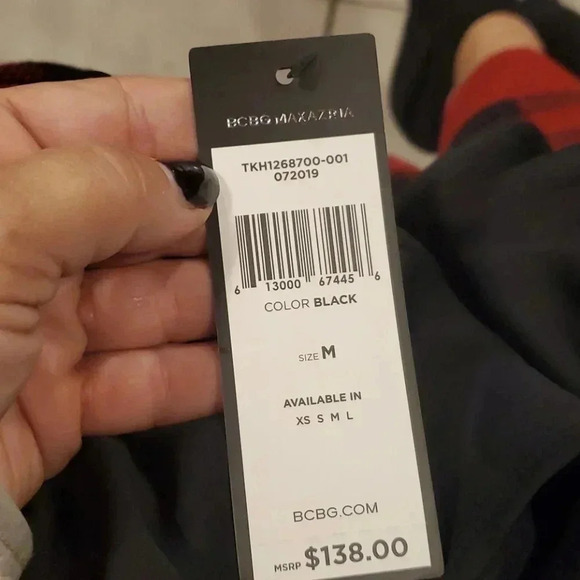 BCBGMAXAZRIA
TKH1268700-001
072019
6 13000 67445 6
COLOR BLACK
SIZE M
AVAILABLE IN
XS S M L
BCBG.COM
MSRP $138.00